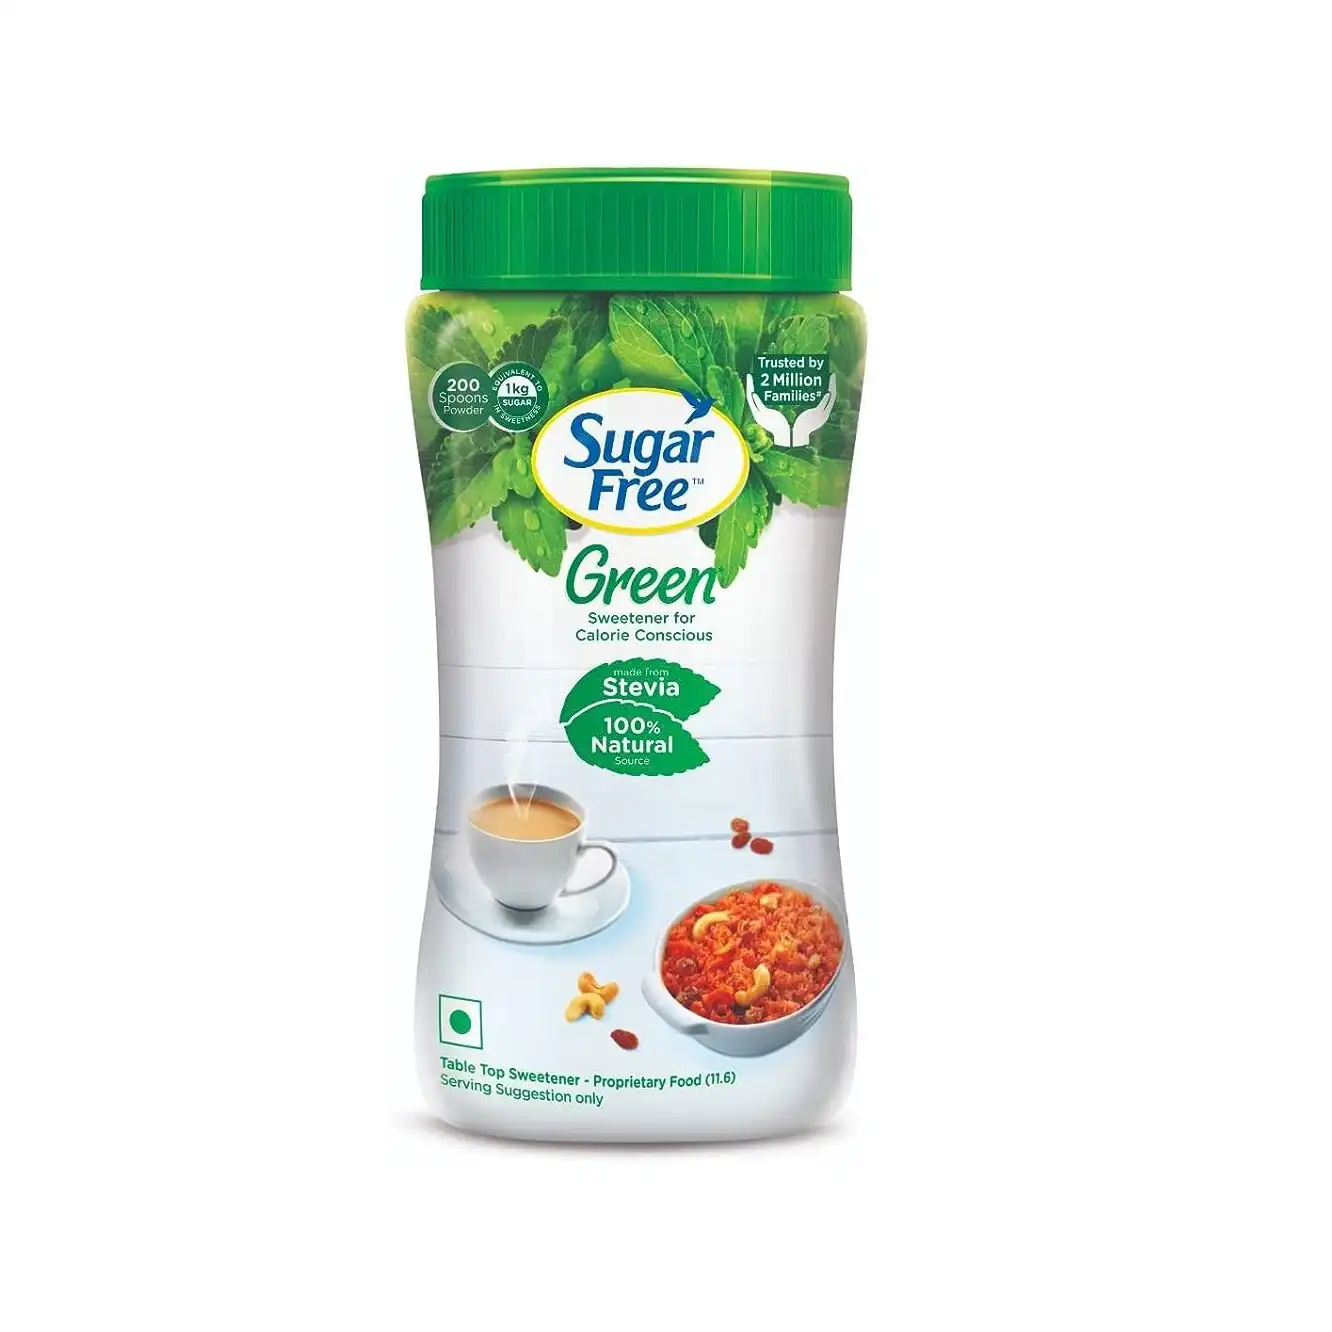 200
Spoons
Powder
EQUIVALENT TO
1kg
SUGAR
IN SWEETNESS
Trusted by
2 Million
Families#
Sugar
Free™
Green*
Sweetener for
Calorie Conscious
made from
Stevia
100%
Natural
Source
Table Top Sweetener - Proprietary Food (11.6)
Serving Suggestion only